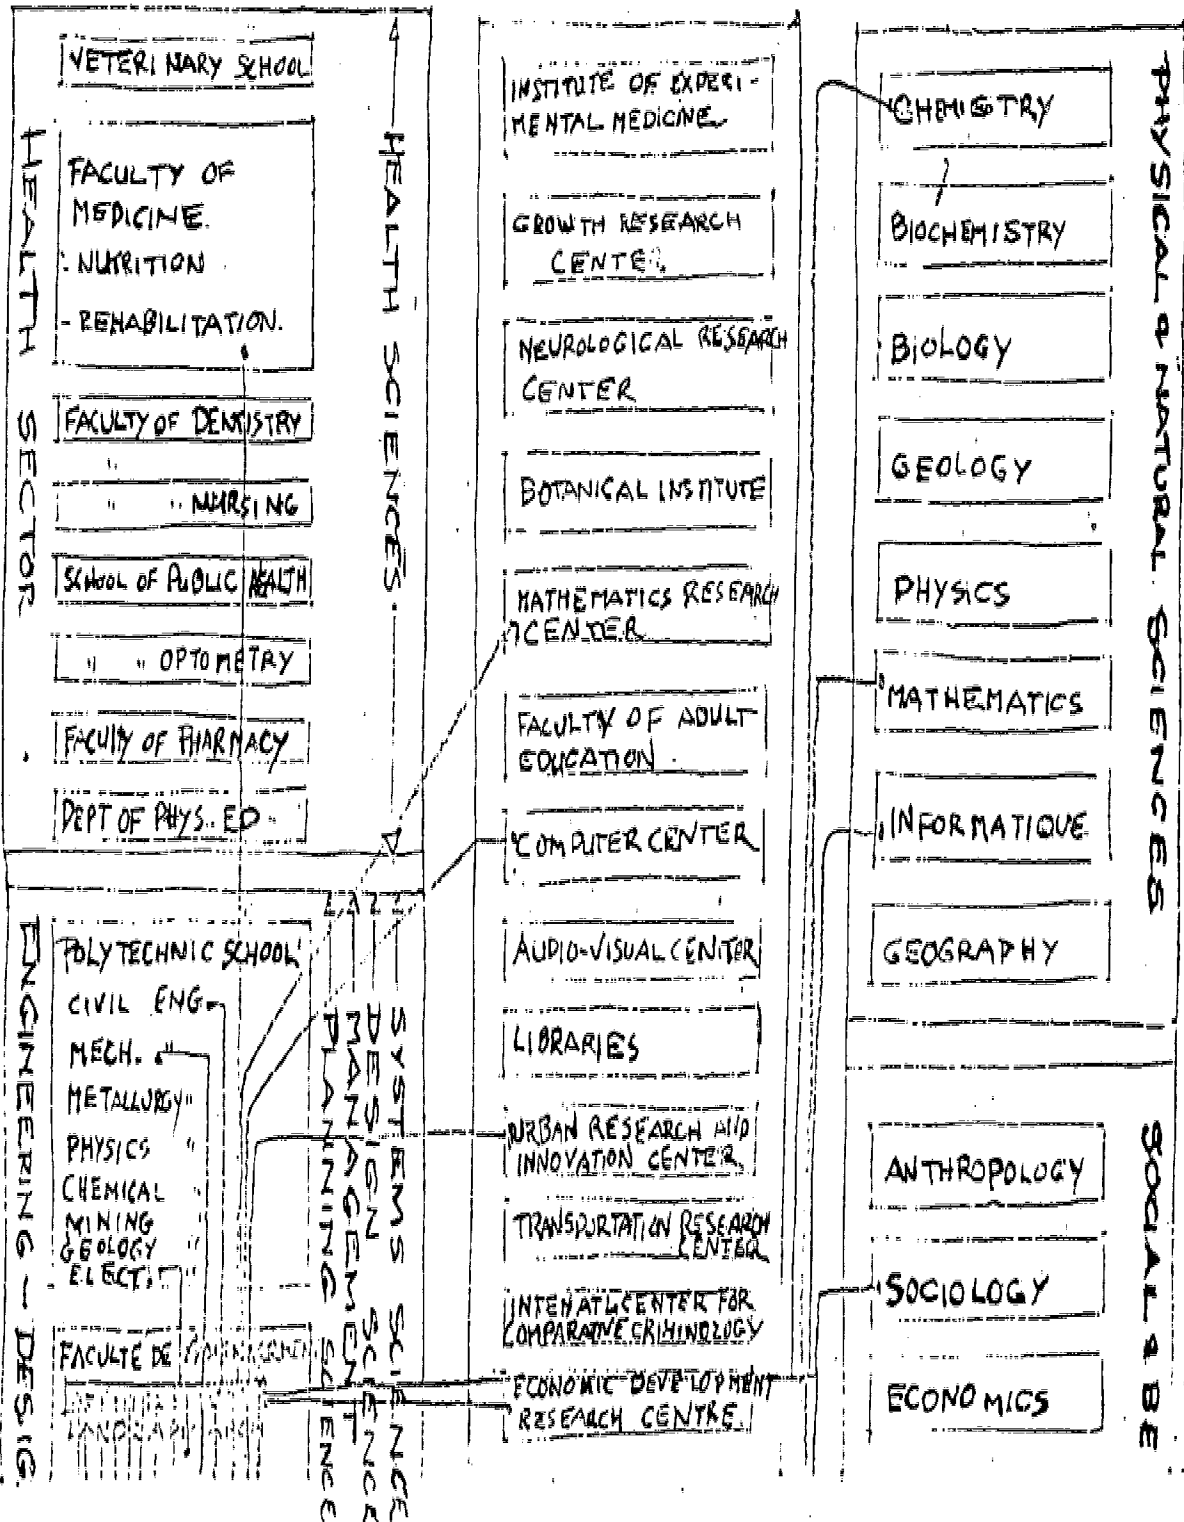 HEALTH SECTOR
VETERINARY SCHOOL
FACULTY OF
MEDICINE.
- NUTRITION
- REHABILITATION.
FACULTY OF DENTISTRY
" " NURSING
SCHOOL OF PUBLIC HEALTH
" " OPTOMETRY
FACULTY OF PHARMACY
DEPT OF PHYS. ED.
HEALTH SCIENCES.
ENGINEERING - DESIG
POLYTECHNIC SCHOOL
CIVIL ENG.
MECH. "
METALLURGY "
PHYSICS "
CHEMICAL "
MINING "
GEOLOGY "
ELECT. "
FACULTE DE
SYSTEMS SCIENCE
DESIGN SCIENCE
MANAGEMENT
PLANNING SCIENCE
INSTITUTE OF EXPERI-
MENTAL MEDICINE
GROWTH RESEARCH
CENTER.
NEUROLOGICAL RESEARCH
CENTER
BOTANICAL INSTITUTE
MATHEMATICS RESEARCH
CENTER
FACULTY OF ADULT
EDUCATION.
COMPUTER CENTER
AUDIO-VISUAL CENTER
LIBRARIES
URBAN RESEARCH AND
INNOVATION CENTER.
TRANSPORTATION RESEARCH
CENTER
INTENATL CENTER FOR
COMPARATIVE CRIMINOLOGY
ECONOMIC DEVELOPMENT
RESEARCH CENTRE.
PHYSICAL & NATURAL SCIENCES
CHEMISTRY
BIOCHEMISTRY
BIOLOGY
GEOLOGY
PHYSICS
MATHEMATICS
INFORMATIQUE
GEOGRAPHY
SOCIAL & BE
ANTHROPOLOGY
SOCIOLOGY
ECONOMICS